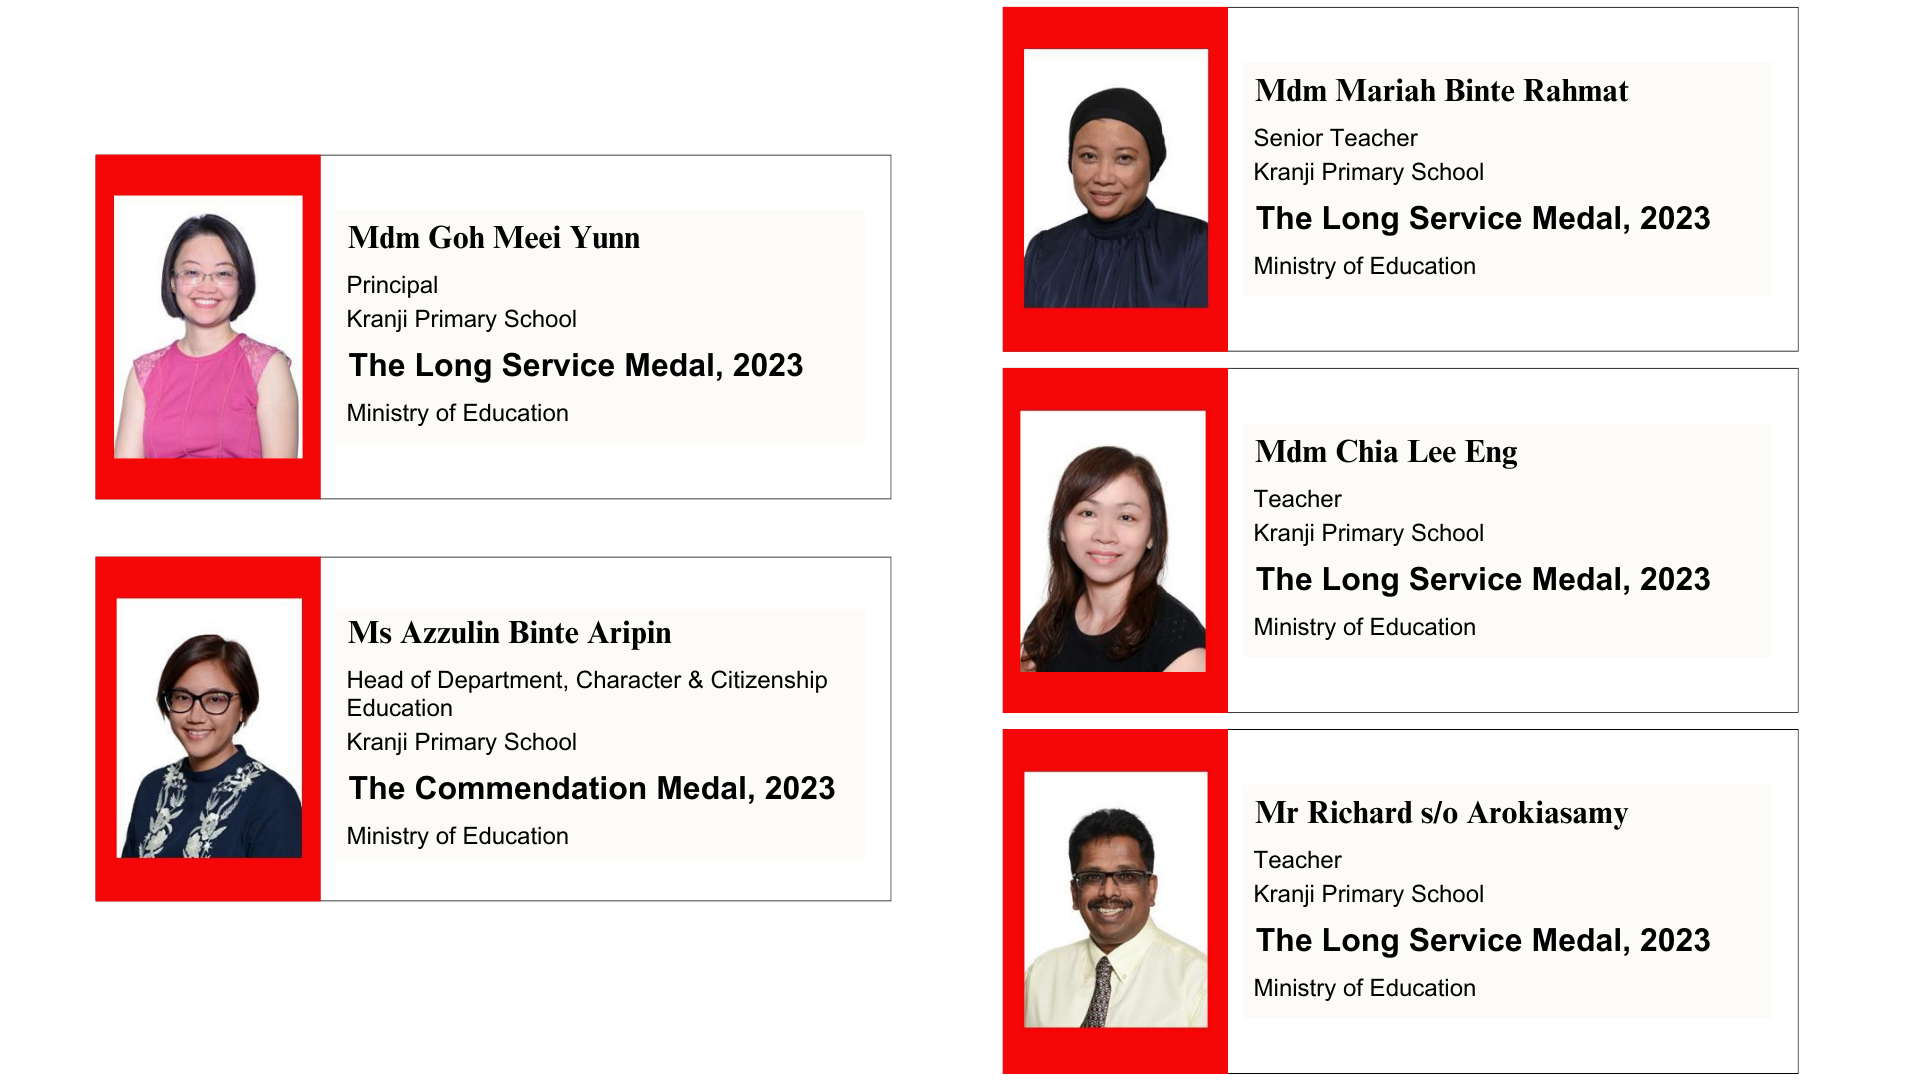 Mdm Goh Meei Yunn
Principal
Kranji Primary School
The Long Service Medal, 2023
Ministry of Education
Ms Azzulin Binte Aripin
Head of Department, Character & Citizenship
Education
Kranji Primary School
The Commendation Medal, 2023
Ministry of Education
Mdm Mariah Binte Rahmat
Senior Teacher
Kranji Primary School
The Long Service Medal, 2023
Ministry of Education
Mdm Chia Lee Eng
Teacher
Kranji Primary School
The Long Service Medal, 2023
Ministry of Education
Mr Richard s/o Arokiasamy
Teacher
Kranji Primary School
The Long Service Medal, 2023
Ministry of Education